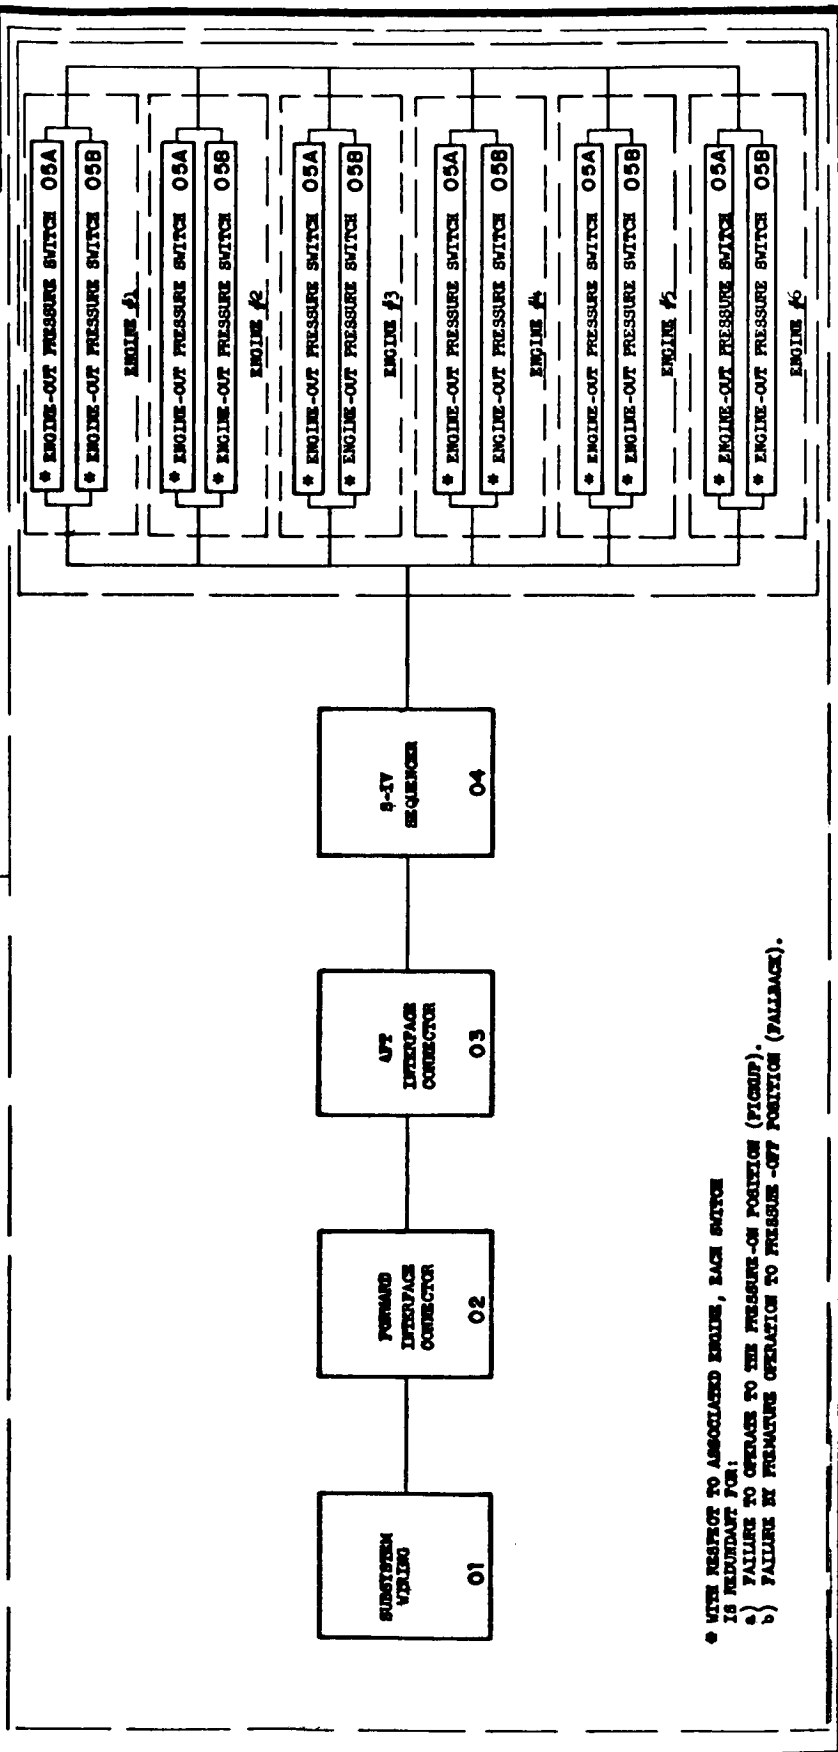 SUBSYSTEM
WIRING
01
FORWARD
INTERFACE
CONNECTOR
02
AFT
INTERFACE
CONNECTOR
03
S-IV
SEQUENCER
04
* ENGINE-OUT PRESSURE SWITCH 05A
* ENGINE-OUT PRESSURE SWITCH 05B
ENGINE #1
* ENGINE-OUT PRESSURE SWITCH 05A
* ENGINE-OUT PRESSURE SWITCH 05B
ENGINE #2
* ENGINE-OUT PRESSURE SWITCH 05A
* ENGINE-OUT PRESSURE SWITCH 05B
ENGINE #3
* ENGINE-OUT PRESSURE SWITCH 05A
* ENGINE-OUT PRESSURE SWITCH 05B
ENGINE #4
* ENGINE-OUT PRESSURE SWITCH 05A
* ENGINE-OUT PRESSURE SWITCH 05B
ENGINE #5
* ENGINE-OUT PRESSURE SWITCH 05A
* ENGINE-OUT PRESSURE SWITCH 05B
ENGINE #6
* WITH RESPECT TO ASSOCIATED ENGINE, EACH SWITCH
IS REDUNDANT FOR:
a) FAILURE TO OPERATE TO THE PRESSURE-ON POSITION (PICKUP).
b) FAILURE BY PREMATURE OPERATION TO PRESSURE -OFF POSITION (FALLBACK).